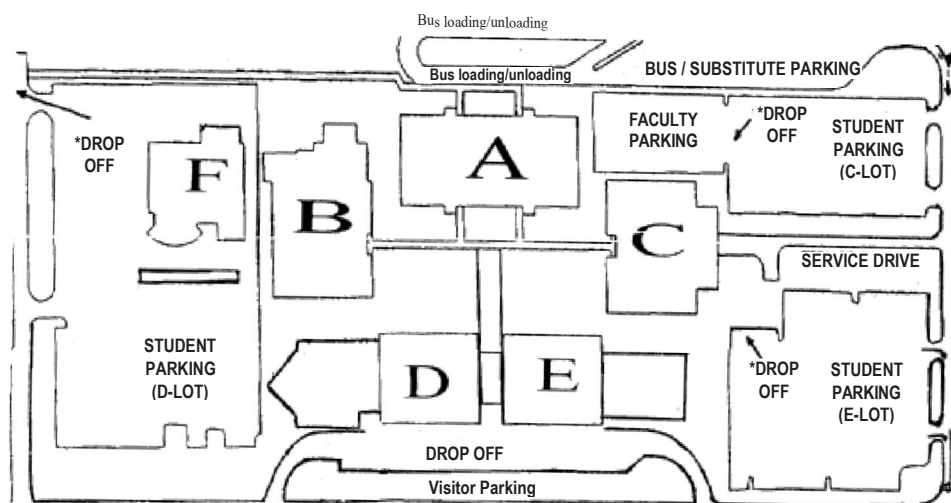 Bus loading/unloading
Bus loading/unloading
BUS / SUBSTITUTE PARKING
FACULTY
PARKING
*DROP
OFF
STUDENT
PARKING
(C-LOT)
*DROP
OFF
F
B
A
C
SERVICE DRIVE
STUDENT
PARKING
(D-LOT)
D
E
*DROP
OFF
STUDENT
PARKING
(E-LOT)
DROP OFF
Visitor Parking